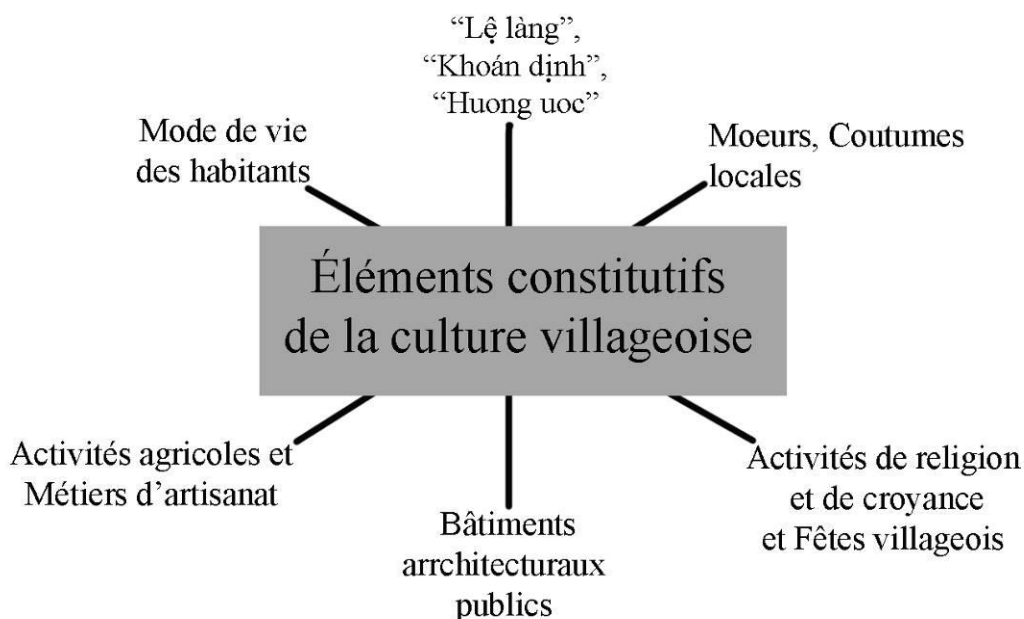 “Lệ làng”,
“Khoán dịnh”,
“Huong uoc”
Mode de vie
des habitants
Moeurs, Coutumes
locales
Éléments constitutifs
de la culture villageoise
Activités agricoles et
Métiers d’artisanat
Bâtiments
arrchitecturaux
publics
Activités de religion
et de croyance
et Fêtes villageois